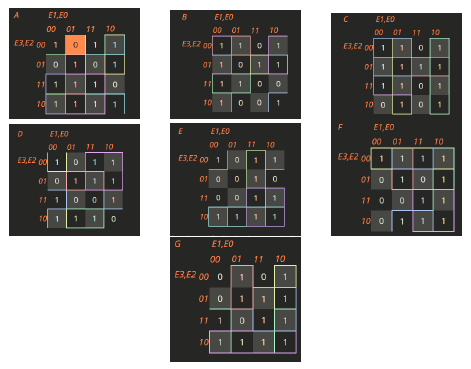 A E1,E0
00 01 11 10
E3,E2 00 1 0 1 1
01 0 1 0 1
11 1 1 1 0
10 1 1 1 1
B E1,E0
00 01 11 10
E3,E2 00 1 1 0 1
01 1 0 1 1
11 1 1 0 0
10 1 0 0 1
C E1,E0
00 01 11 10
E3,E2 00 1 1 0 1
01 1 1 1 1
11 1 1 0 1
10 0 1 0 1
D E1,E0
00 01 11 10
E3,E2 00 1 0 1 1
01 0 1 1 1
11 1 0 0 1
10 1 1 1 0
E E1,E0
00 01 11 10
E3,E2 00 1 0 1 1
01 0 0 1 0
11 0 0 1 1
10 1 1 1 1
F E1,E0
00 01 11 10
E3,E2 00 1 1 1 1
01 0 1 0 1
11 0 0 1 1
10 0 1 1 1
G E1,E0
00 01 11 10
E3,E2 00 0 1 0 1
01 0 1 1 1
11 1 0 1 1
10 1 1 1 1